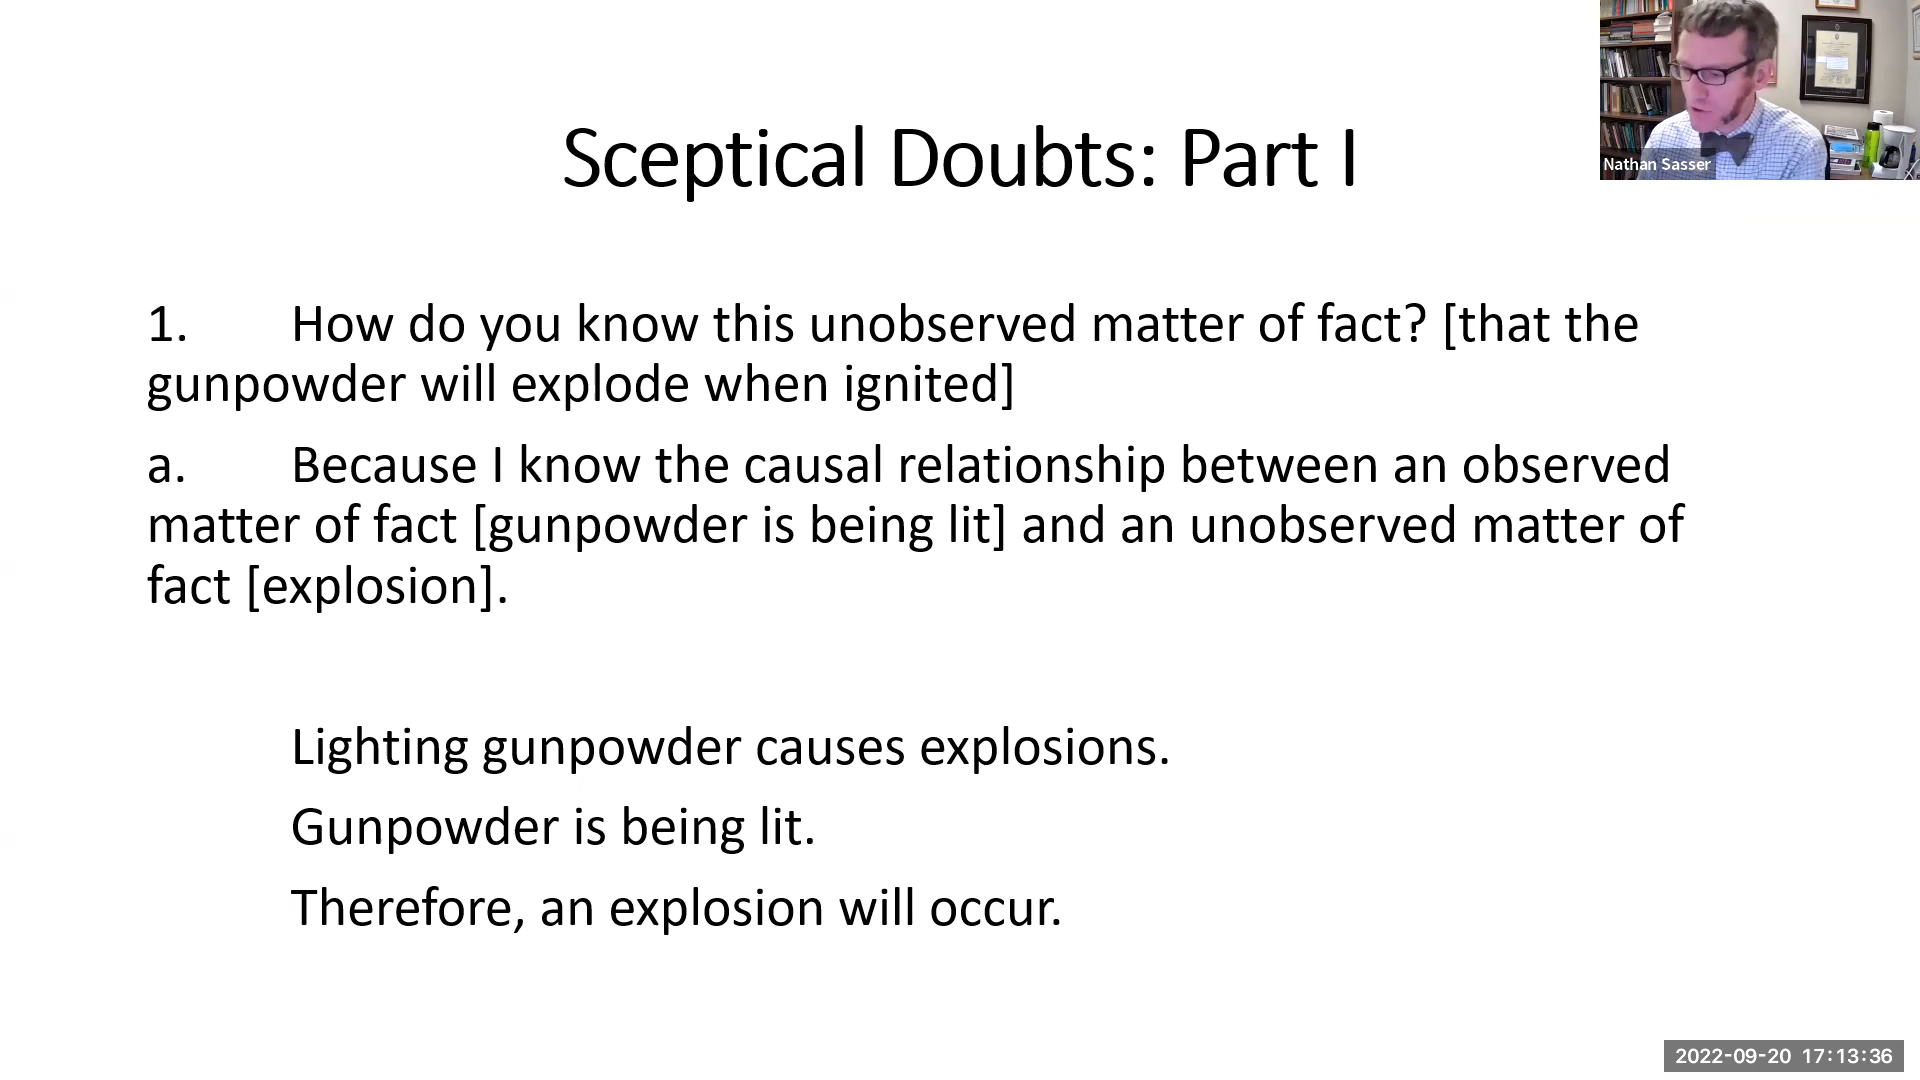 Sceptical Doubts: Part I
Nathan Sasser
1. How do you know this unobserved matter of fact? [that the
gunpowder will explode when ignited]
a. Because I know the causal relationship between an observed
matter of fact [gunpowder is being lit] and an unobserved matter of
fact [explosion].
Lighting gunpowder causes explosions.
Gunpowder is being lit.
Therefore, an explosion will occur.
2022-09-20 17:13:36